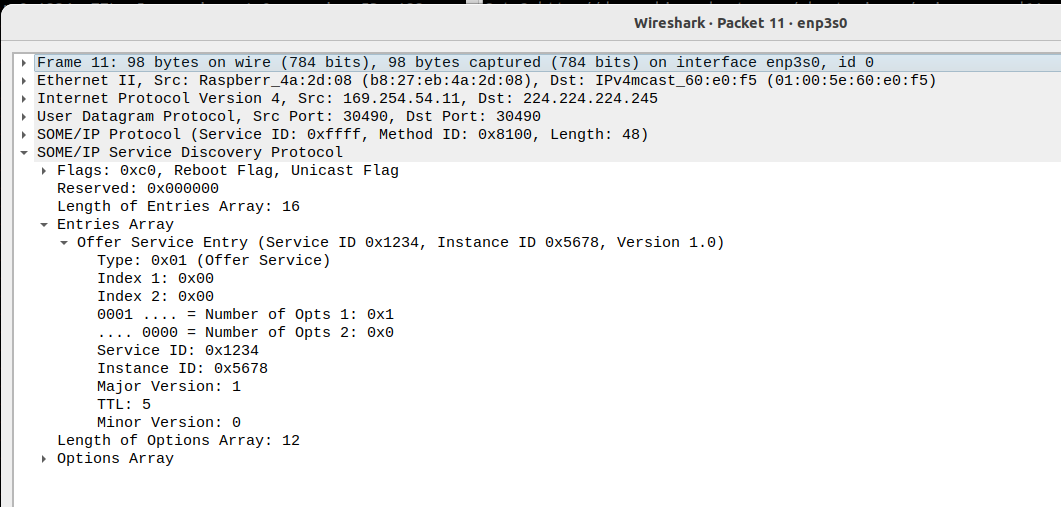 Wireshark · Packet 11 · enp3s0
Frame 11: 98 bytes on wire (784 bits), 98 bytes captured (784 bits) on interface enp3s0, id 0
Ethernet II, Src: Raspberr_4a:2d:08 (b8:27:eb:4a:2d:08), Dst: IPv4mcast_60:e0:f5 (01:00:5e:60:e0:f5)
Internet Protocol Version 4, Src: 169.254.54.11, Dst: 224.224.224.245
User Datagram Protocol, Src Port: 30490, Dst Port: 30490
SOME/IP Protocol (Service ID: 0xffff, Method ID: 0x8100, Length: 48)
SOME/IP Service Discovery Protocol
Flags: 0xc0, Reboot Flag, Unicast Flag
Reserved: 0x000000
Length of Entries Array: 16
Entries Array
Offer Service Entry (Service ID 0x1234, Instance ID 0x5678, Version 1.0)
Type: 0x01 (Offer Service)
Index 1: 0x00
Index 2: 0x00
0001 .... = Number of Opts 1: 0x1
.... 0000 = Number of Opts 2: 0x0
Service ID: 0x1234
Instance ID: 0x5678
Major Version: 1
TTL: 5
Minor Version: 0
Length of Options Array: 12
Options Array